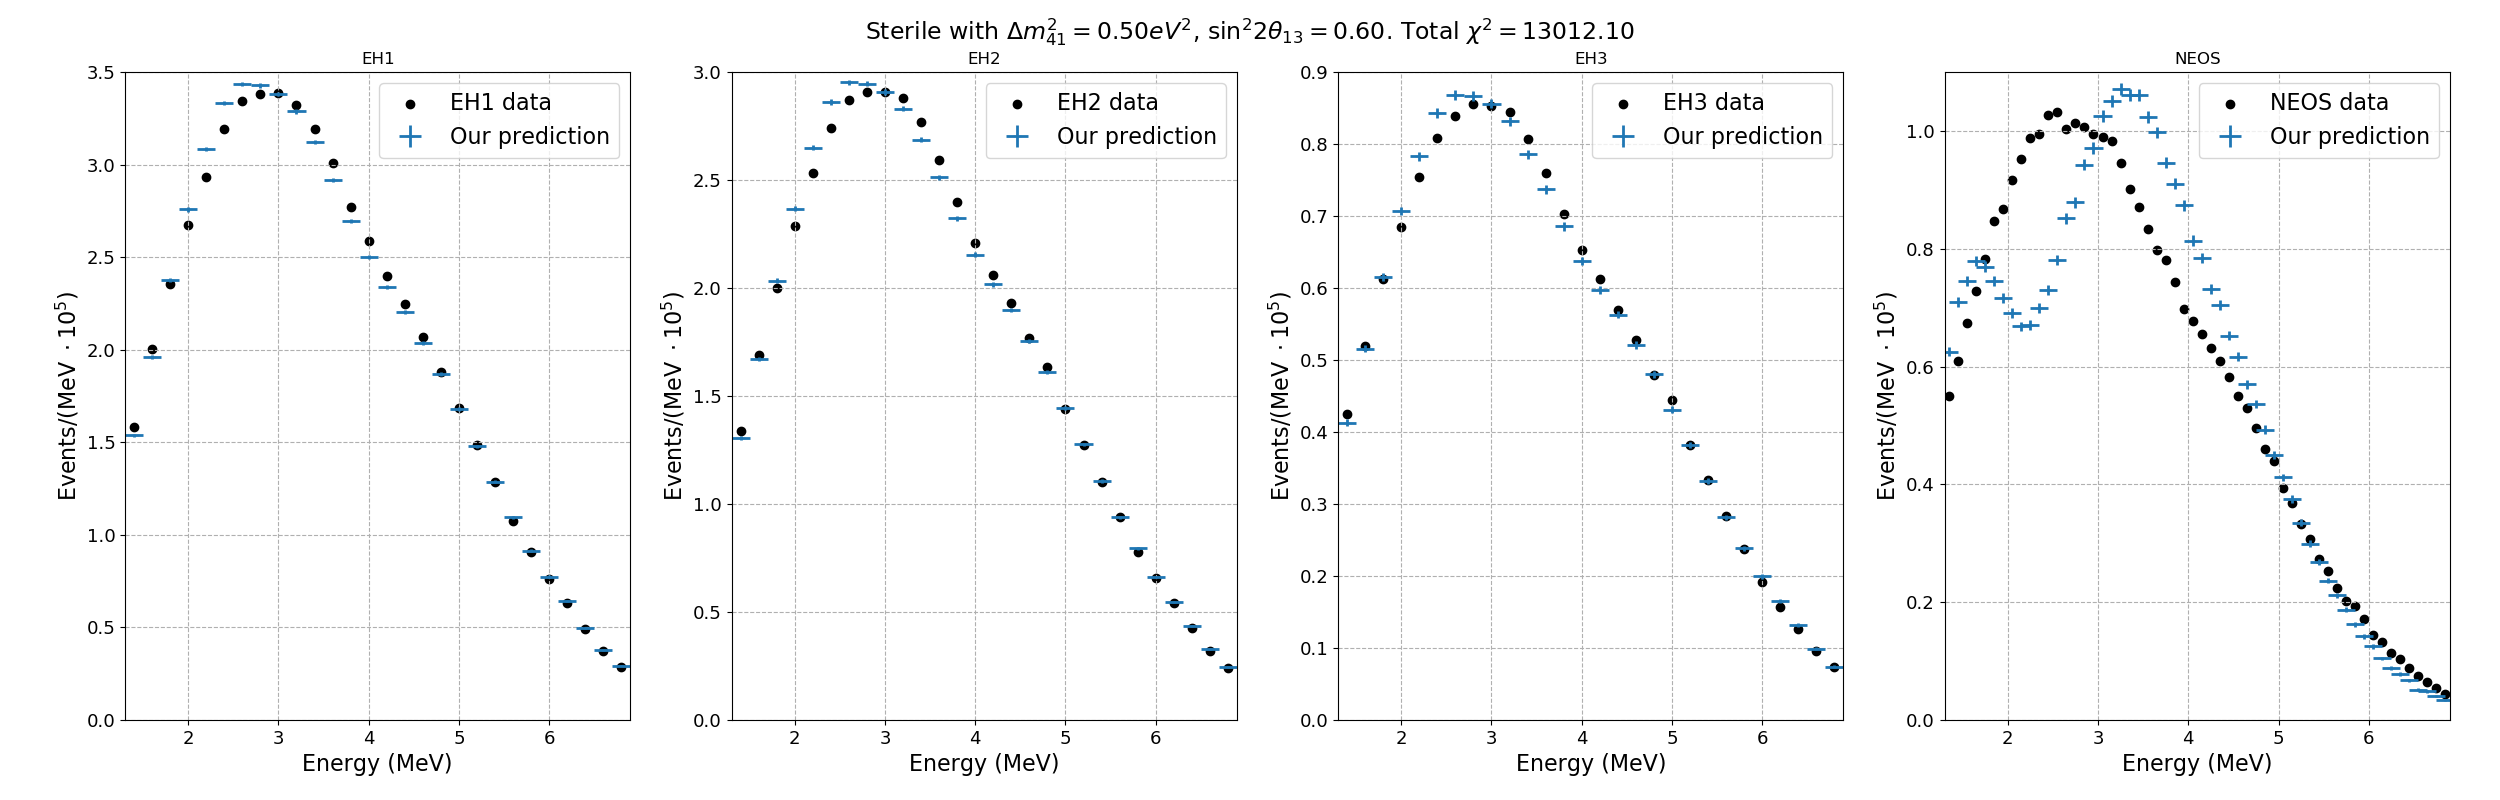 Sterile with Δm²₄₁ = 0.50eV², sin²2θ₁₃ = 0.60. Total χ² = 13012.10
EH1
3.5
3.0
2.5
2.0
1.5
1.0
0.5
0.0
2 3 4 5 6
Energy (MeV)
Events/(MeV · 10⁵)
EH1 data
Our prediction
EH2
3.0
2.5
2.0
1.5
1.0
0.5
0.0
2 3 4 5 6
Energy (MeV)
Events/(MeV · 10⁵)
EH2 data
Our prediction
EH3
0.9
0.8
0.7
0.6
0.5
0.4
0.3
0.2
0.1
0.0
2 3 4 5 6
Energy (MeV)
Events/(MeV · 10⁵)
EH3 data
Our prediction
NEOS
1.0
0.8
0.6
0.4
0.2
0.0
2 3 4 5 6
Energy (MeV)
Events/(MeV · 10⁵)
NEOS data
Our prediction